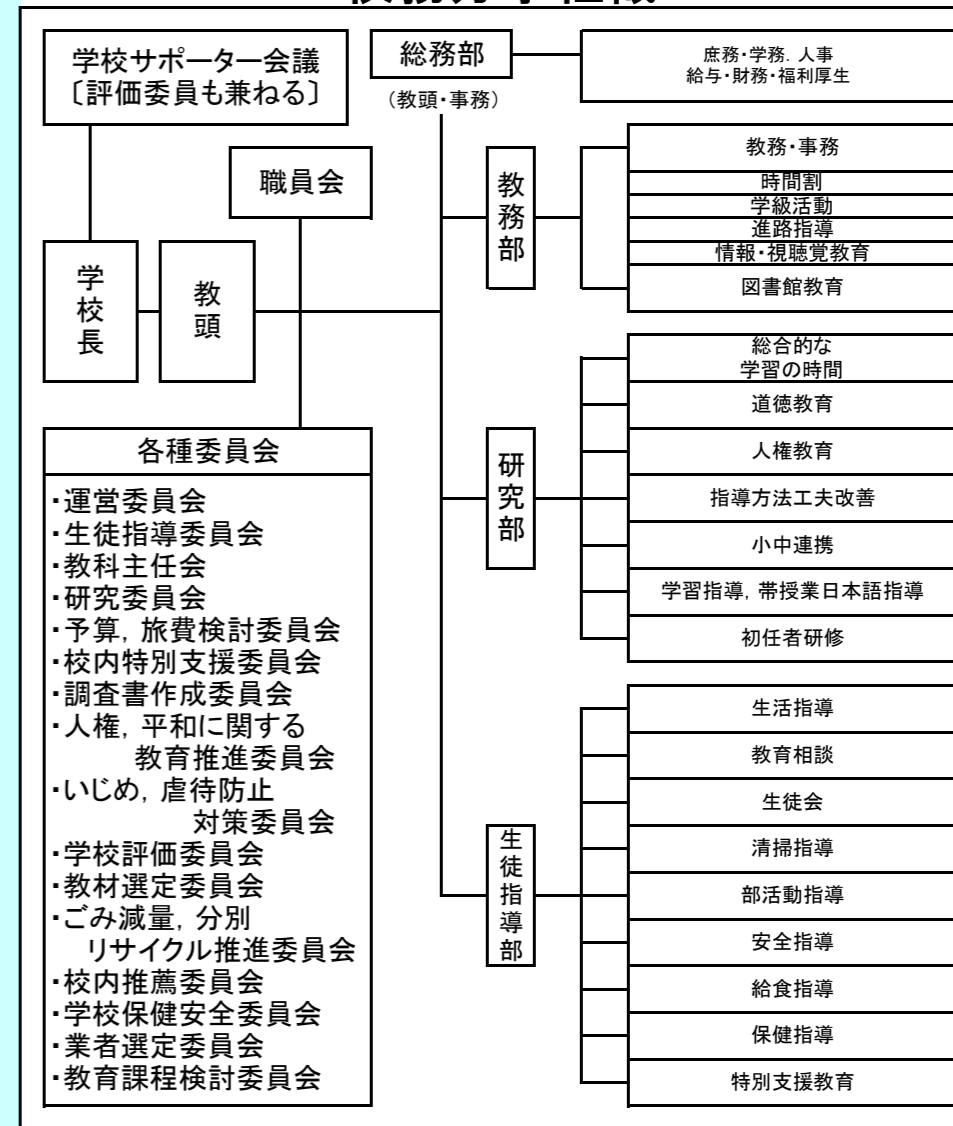 学校サポーター会議
〔評価委員も兼ねる〕
総務部
(教頭・事務)
庶務・学務．人事
給与・財務・福利厚生
職員会
学校長
教頭
教務部
教務・事務
時間割
学級活動
進路指導
情報・視聴覚教育
図書館教育
研究部
総合的な
学習の時間
道徳教育
人権教育
指導方法工夫改善
小中連携
学習指導，帯授業日本語指導
初任者研修
生徒指導部
生活指導
教育相談
生徒会
清掃指導
部活動指導
安全指導
給食指導
保健指導
特別支援教育
各種委員会
・運営委員会
・生徒指導委員会
・教科主任会
・研究委員会
・予算，旅費検討委員会
・校内特別支援委員会
・調査書作成委員会
・人権，平和に関する
教育推進委員会
・いじめ，虐待防止
対策委員会
・学校評価委員会
・教材選定委員会
・ごみ減量，分別
リサイクル推進委員会
・校内推薦委員会
・学校保健安全委員会
・業者選定委員会
・教育課程検討委員会